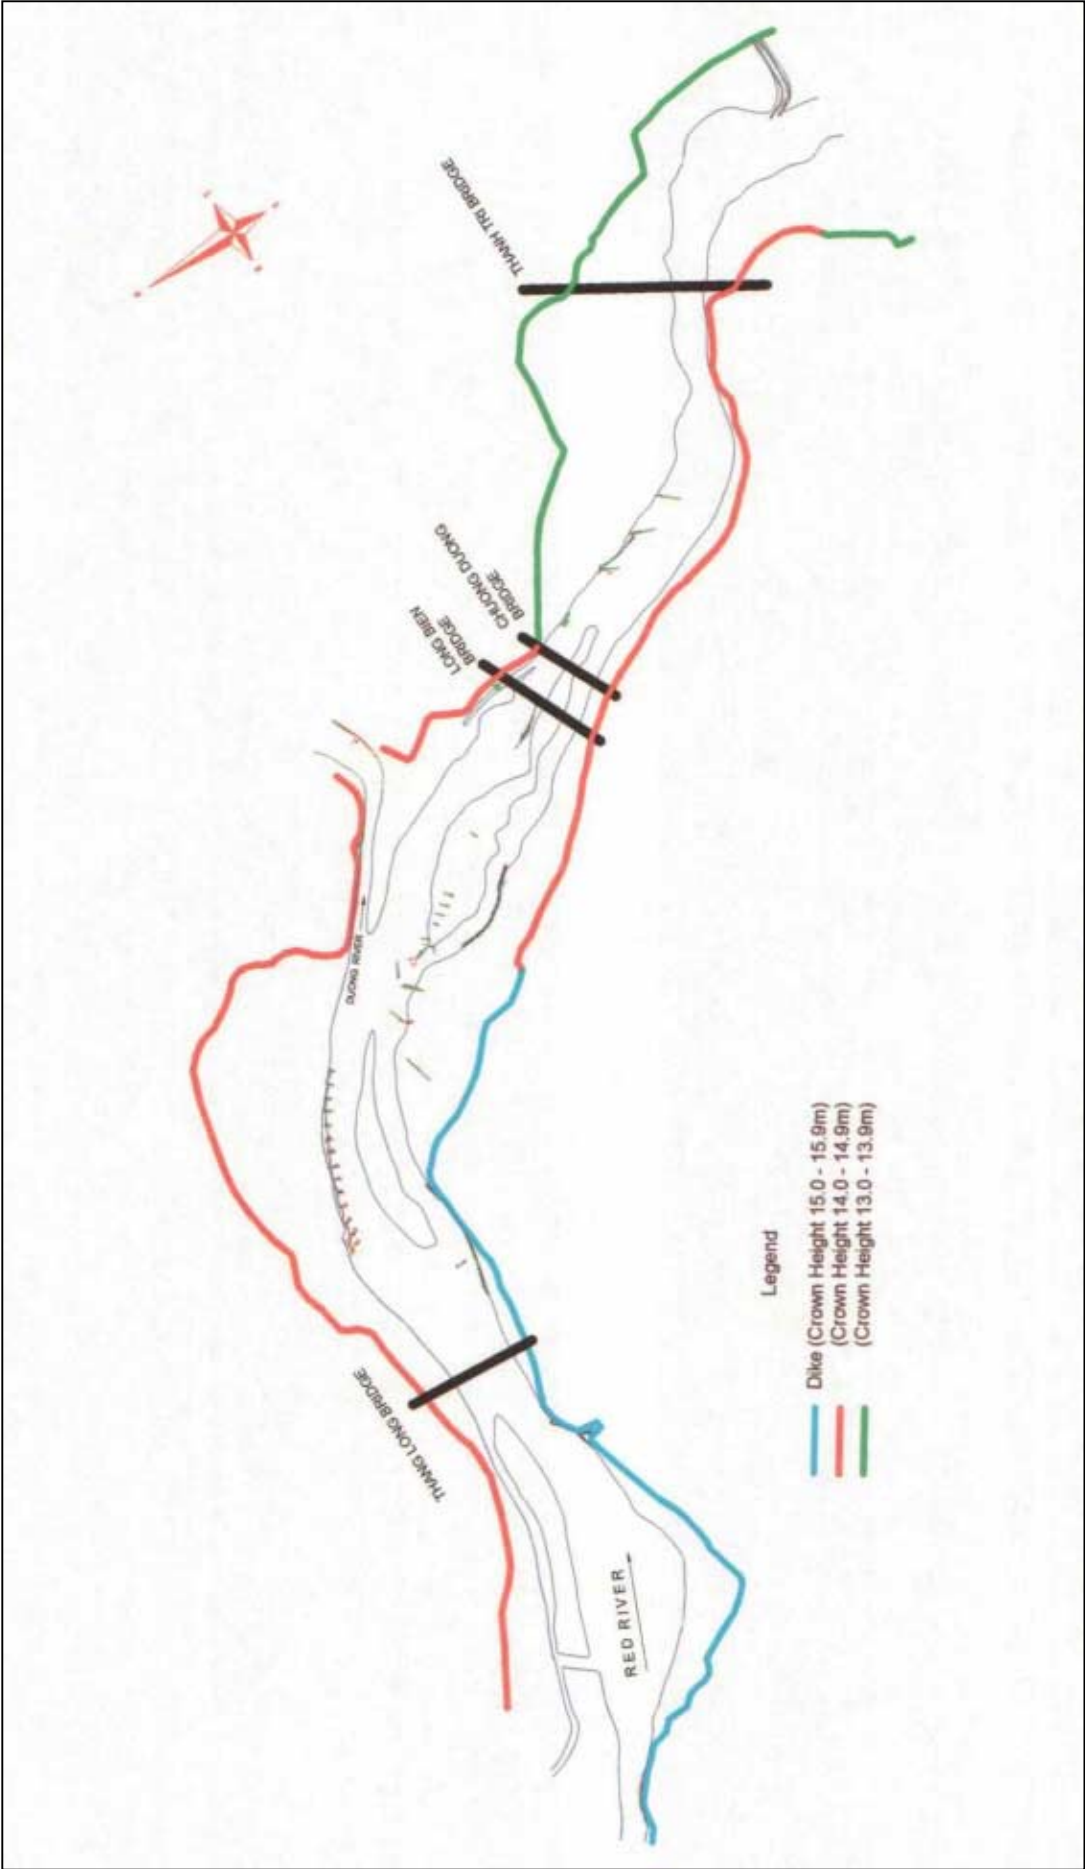 THANH TRI BRIDGE
CHUONG DUONG
BRIDGE
LONG BIEN
BRIDGE
DUONG RIVER
THANG LONG BRIDGE
RED RIVER
Legend
Dike (Crown Height 15.0 - 15.9m)
(Crown Height 14.0 - 14.9m)
(Crown Height 13.0 - 13.9m)